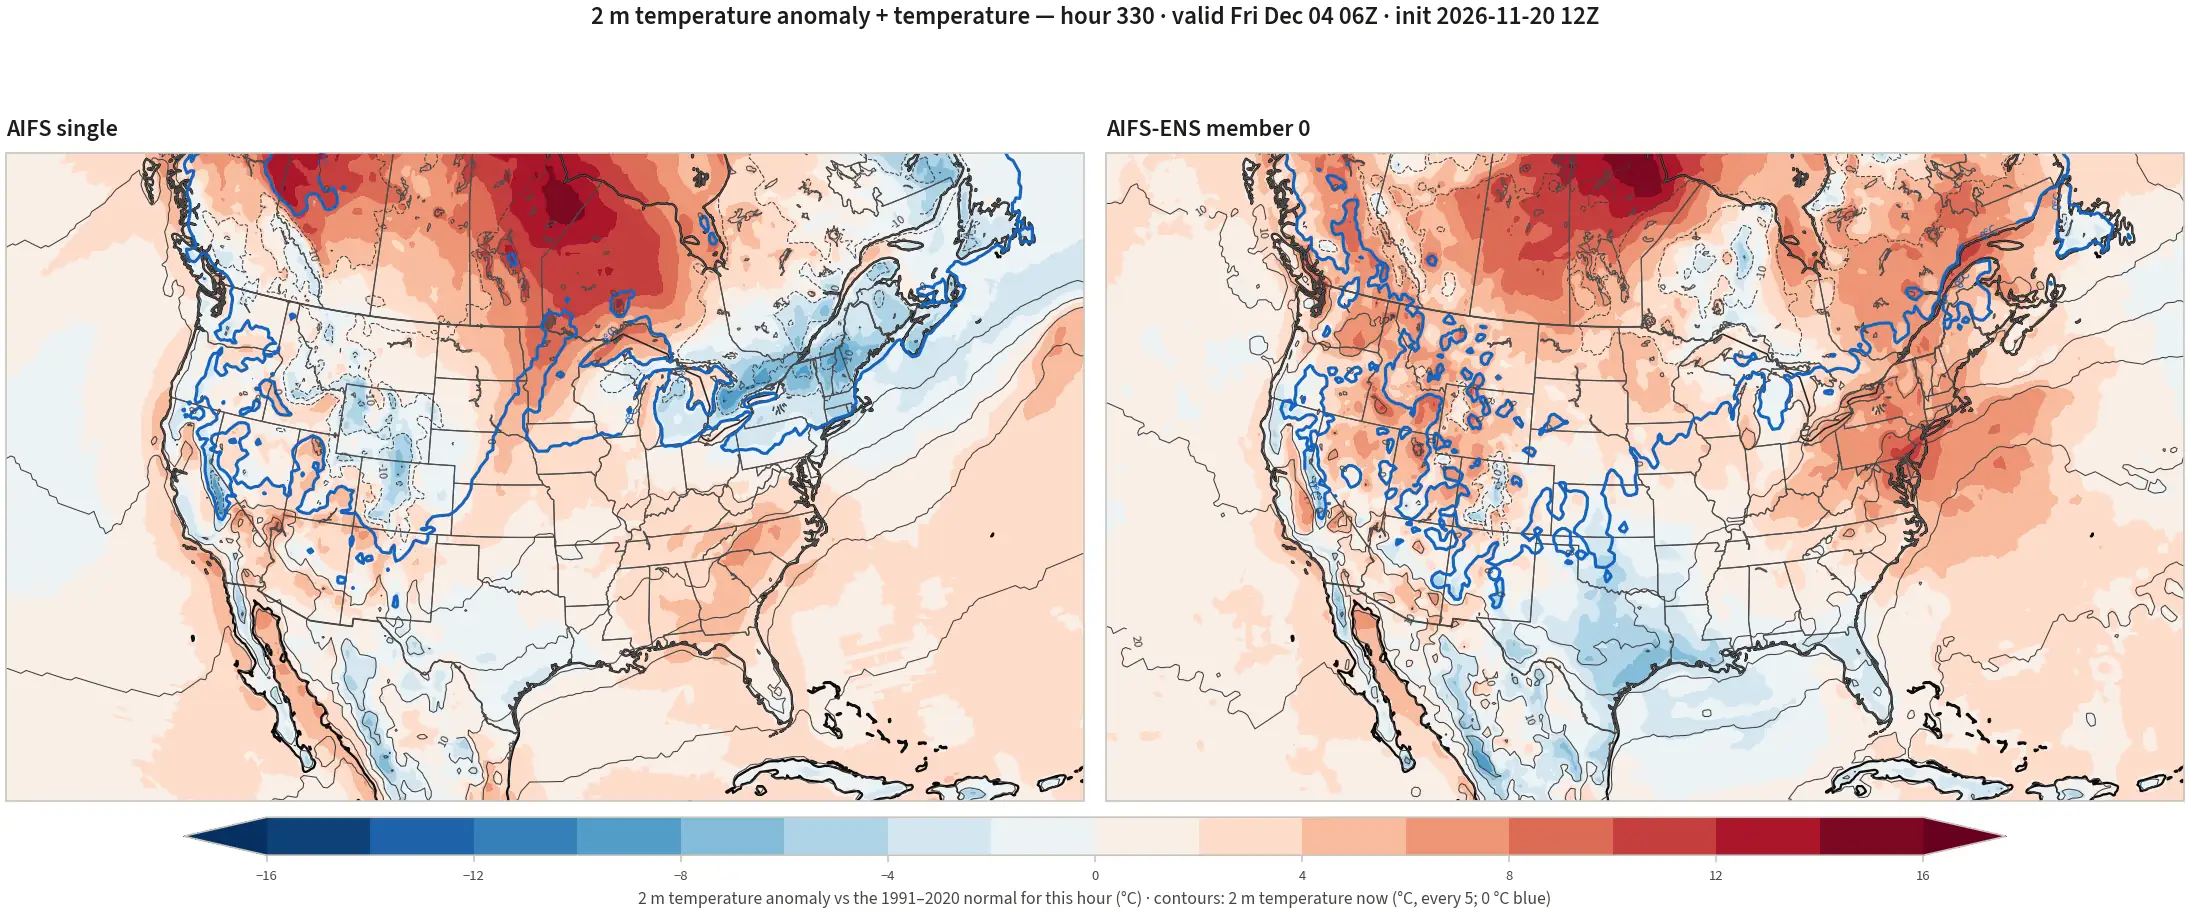 2 m temperature anomaly + temperature — hour 330 · valid Fri Dec 04 06Z · init 2026-11-20 12Z
AIFS single
AIFS-ENS member 0
−16 −12 −8 −4 0 4 8 12 16
2 m temperature anomaly vs the 1991–2020 normal for this hour (°C) · contours: 2 m temperature now (°C, every 5; 0 °C blue)